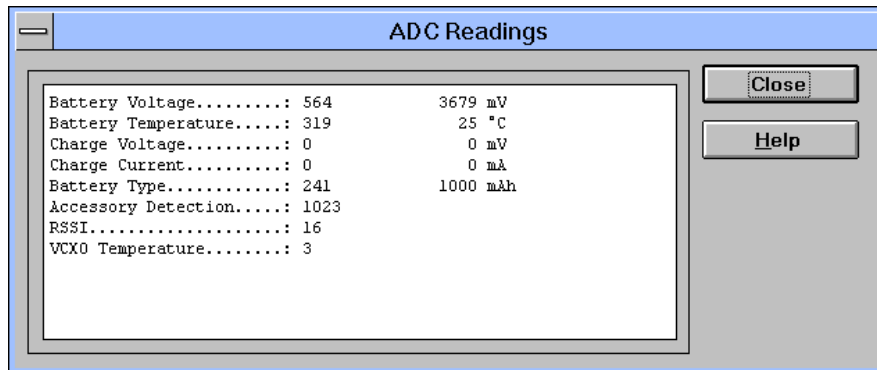 ADC Readings
Battery Voltage.........: 564 3679 mV
Battery Temperature.....: 319 25 °C
Charge Voltage..........: 0 0 mV
Charge Current..........: 0 0 mA
Battery Type............: 241 1000 mAh
Accessory Detection.....: 1023
RSSI....................: 16
VCXO Temperature........: 3
Close
Help